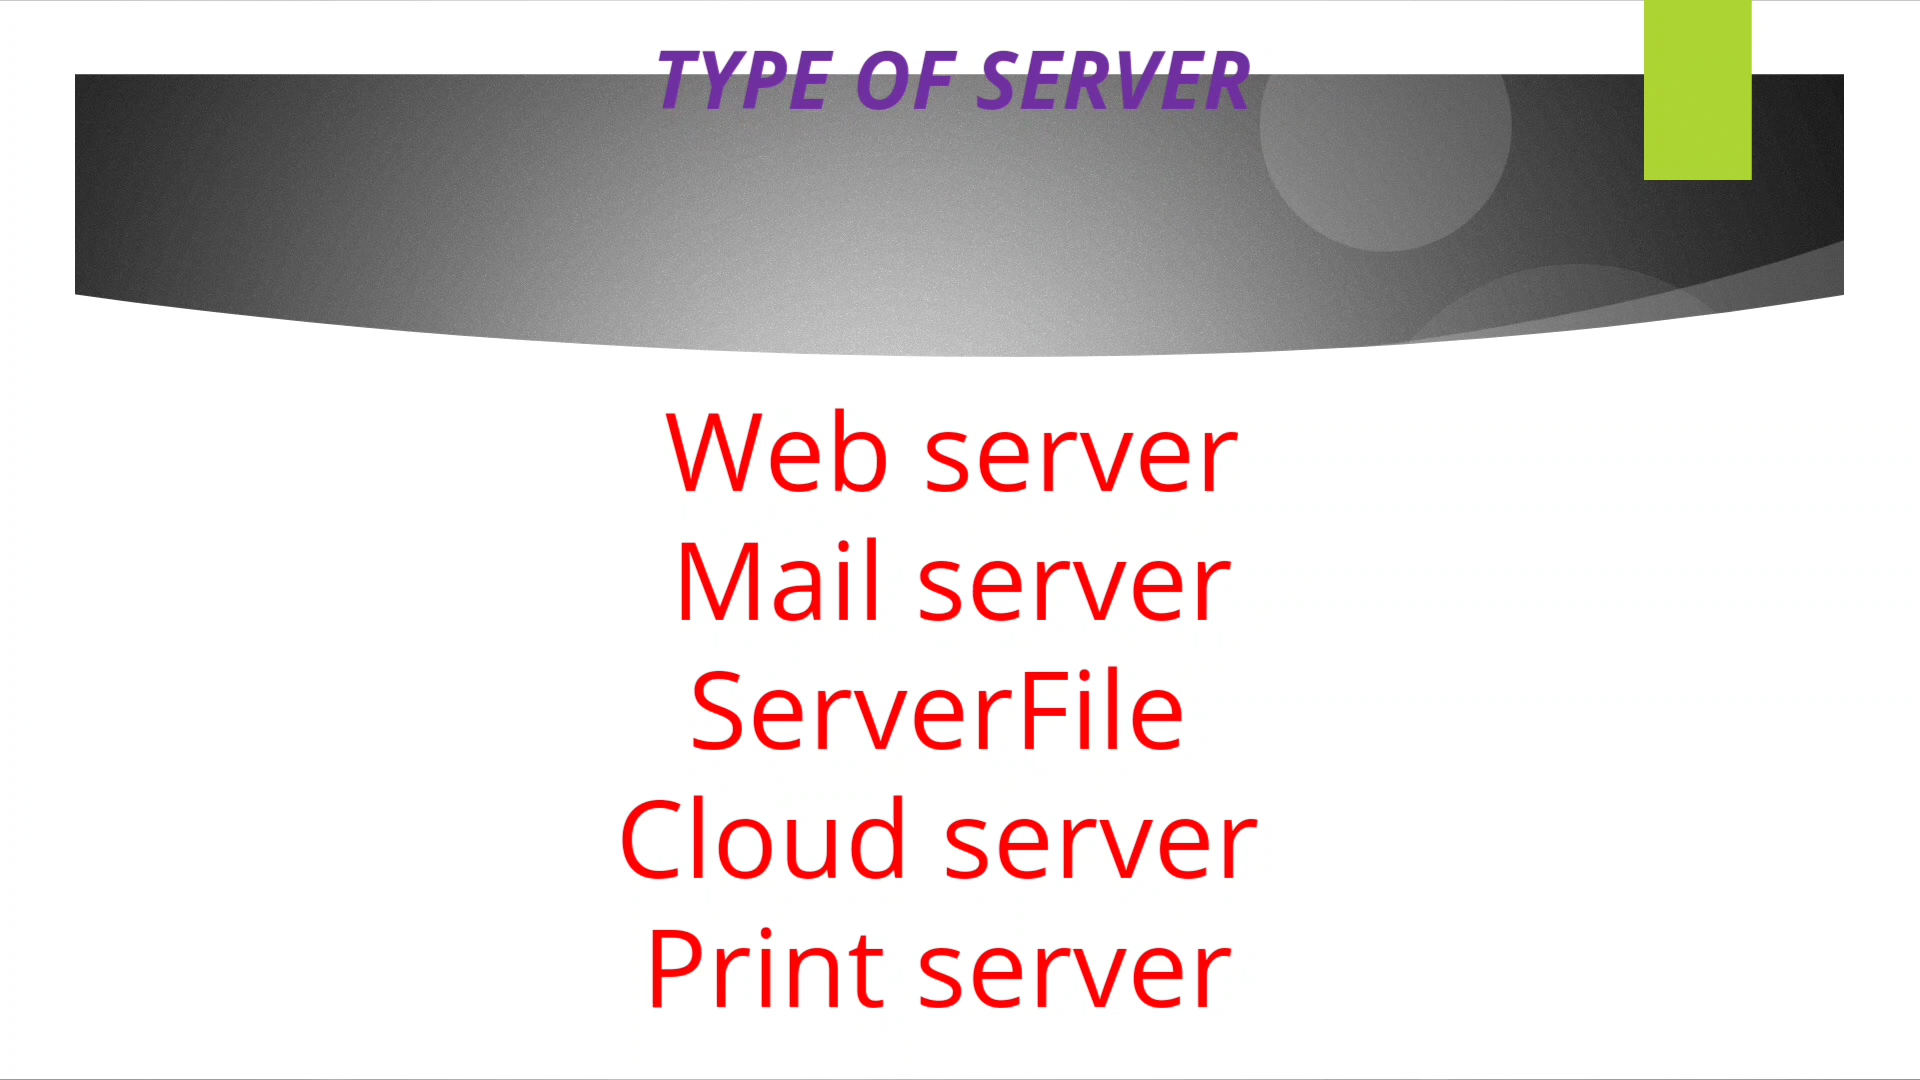 TYPE OF SERVER
Web server
Mail server
ServerFile
Cloud server
Print server